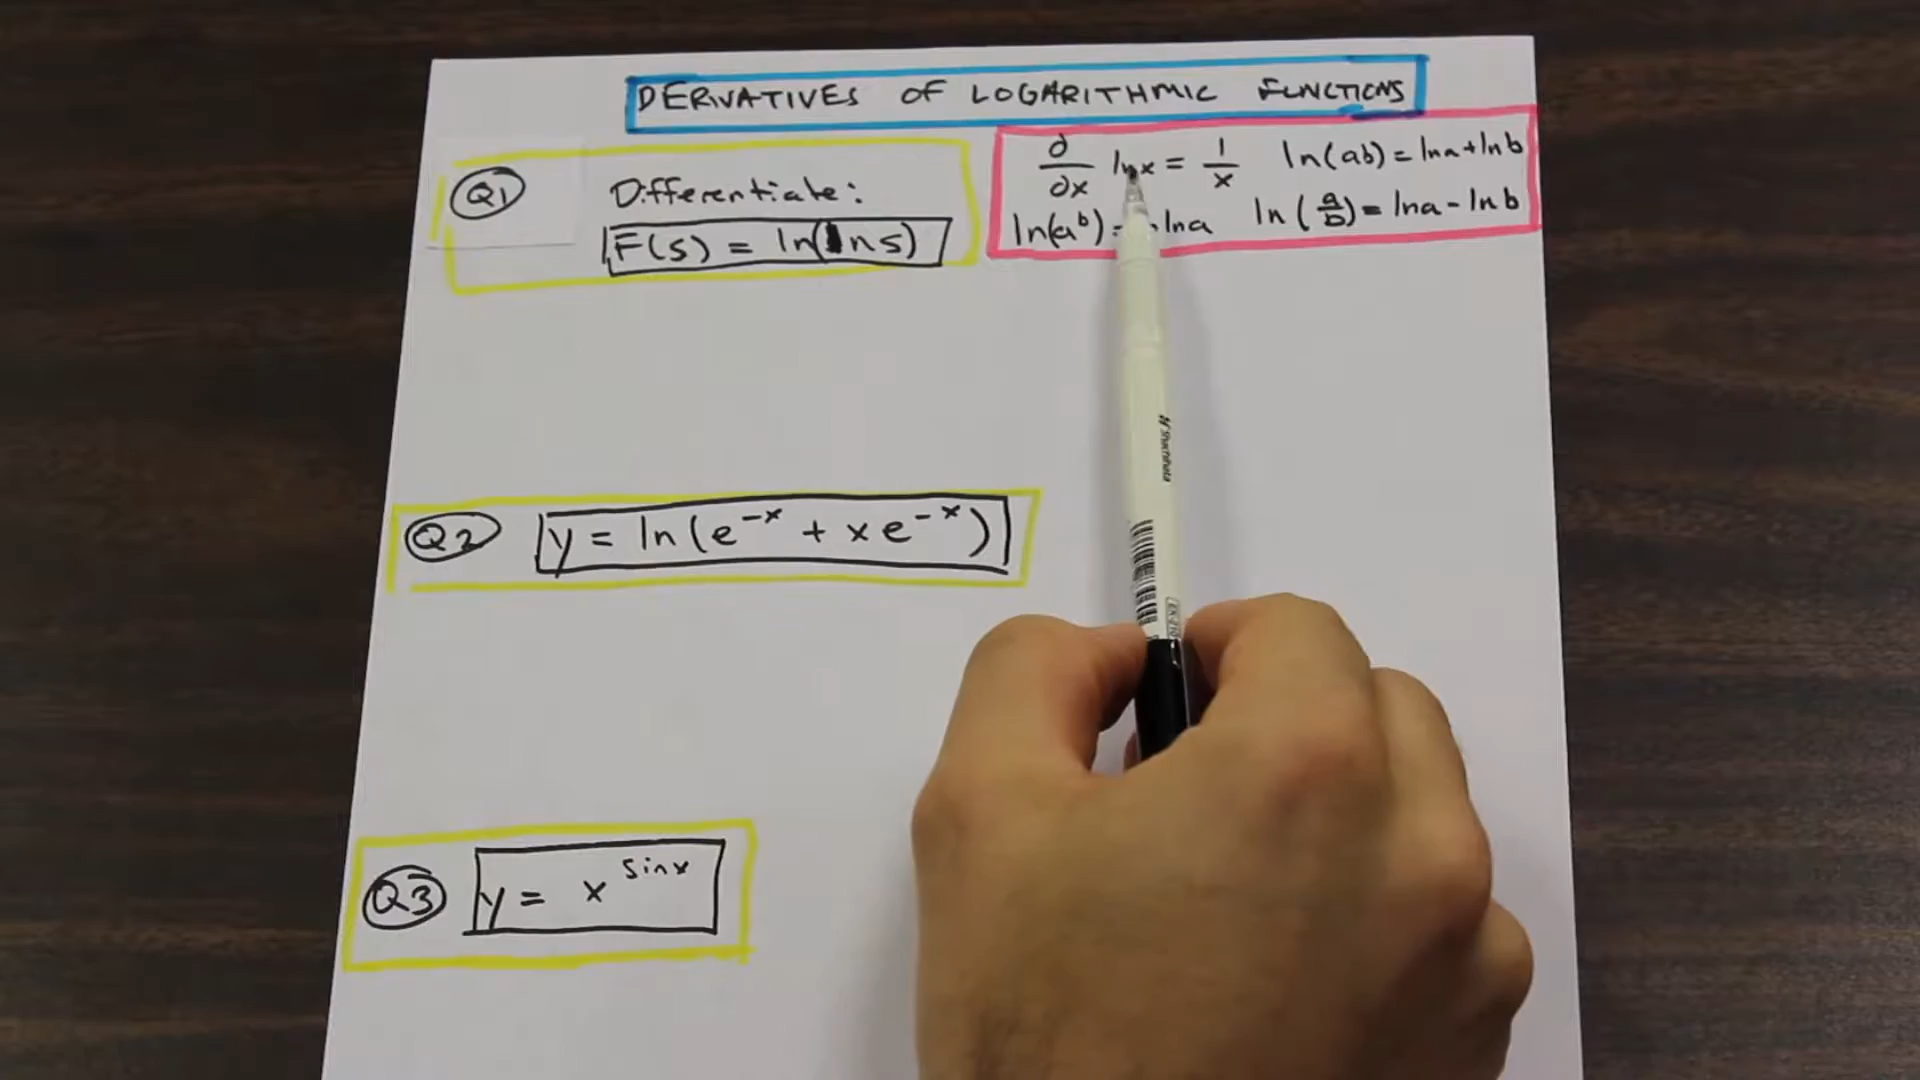 DERIVATIVES OF LOGARITHMIC FUNCTIONS
Q1 Differentiate:
F(s) = ln(ln s)
∂/∂x lnx = 1/x ln(ab) = lna + lnb
ln(a^b) = lna ln(a/b) = lna - lnb
Q2 y = ln(e^-x + xe^-x)
Q3 y = x^sinx